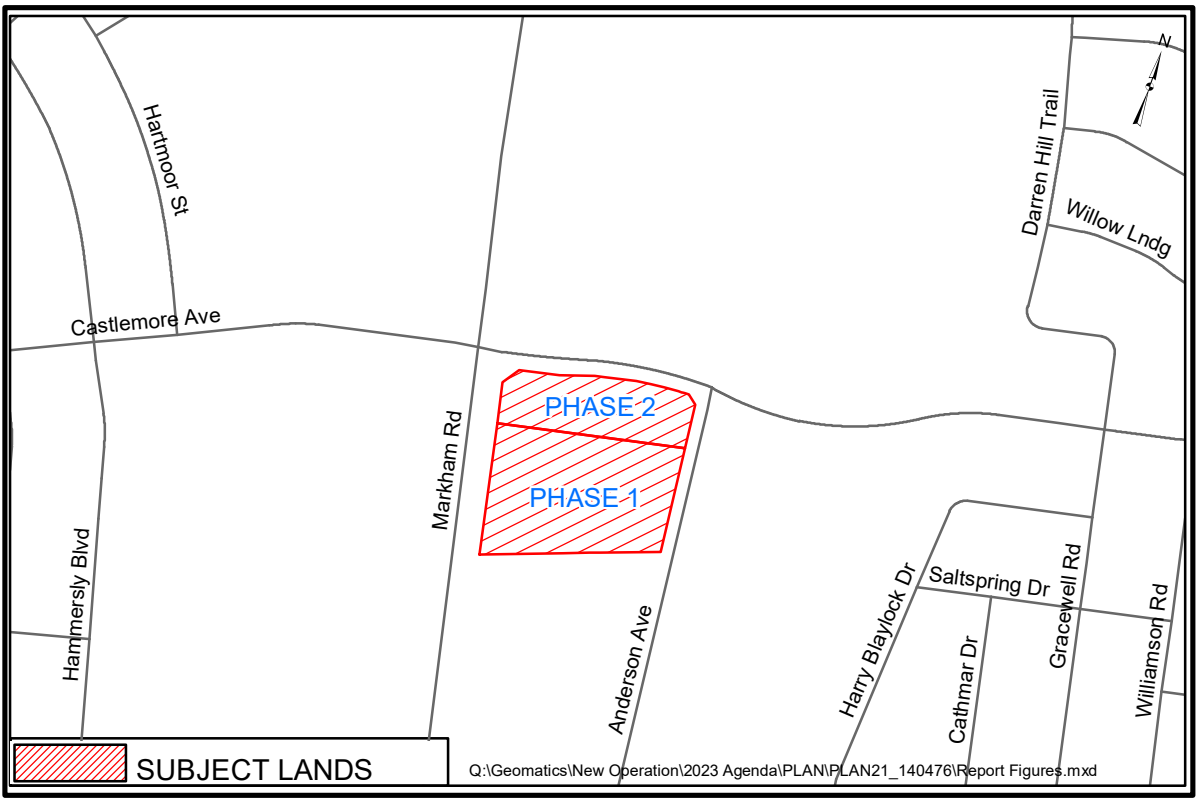 N
Hartmoor St
Darren Hill Trail
Willow Lndg
Castlemore Ave
PHASE 2
Markham Rd
PHASE 1
Hammersly Blvd
Saltspring Dr
Harry Blaylock Dr
Gracewell Rd
Williamson Rd
Anderson Ave
Cathmar Dr
SUBJECT LANDS
Q:\Geomatics\New Operation\2023 Agenda\PLAN\PLAN21_140476\Report Figures.mxd